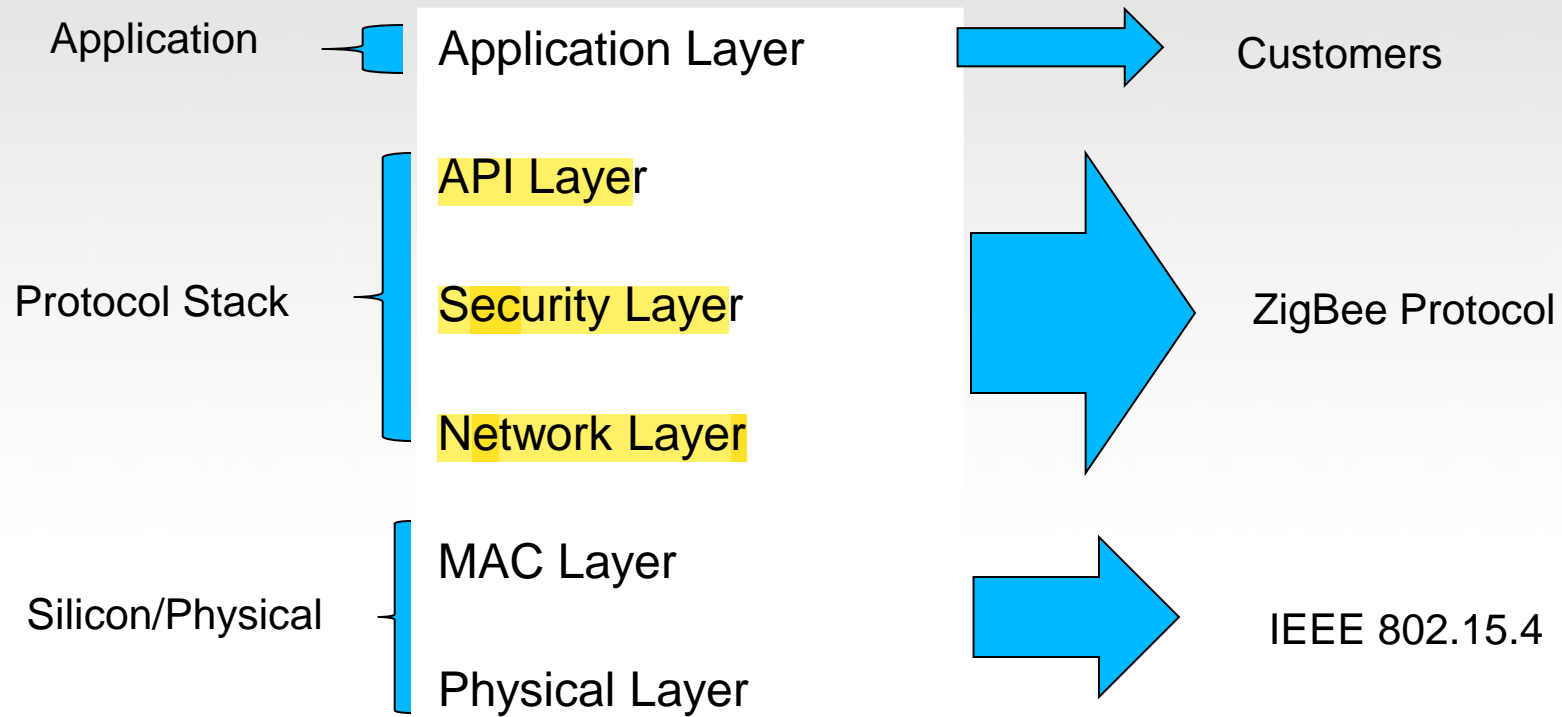 Application
Application Layer
Customers
API Layer
Protocol Stack
Security Layer
ZigBee Protocol
Network Layer
MAC Layer
Silicon/Physical
IEEE 802.15.4
Physical Layer